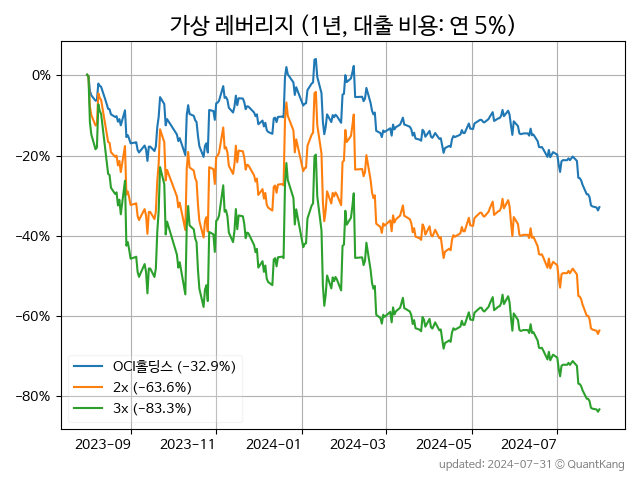 가상 레버리지 (1년, 대출 비용: 연 5%)
0%
−20%
−40%
−60%
−80%
OCI홀딩스 (−32.9%)
2x (−63.6%)
3x (−83.3%)
2023-09
2023-11
2024-01
2024-03
2024-05
2024-07
updated: 2024-07-31 © QuantKang